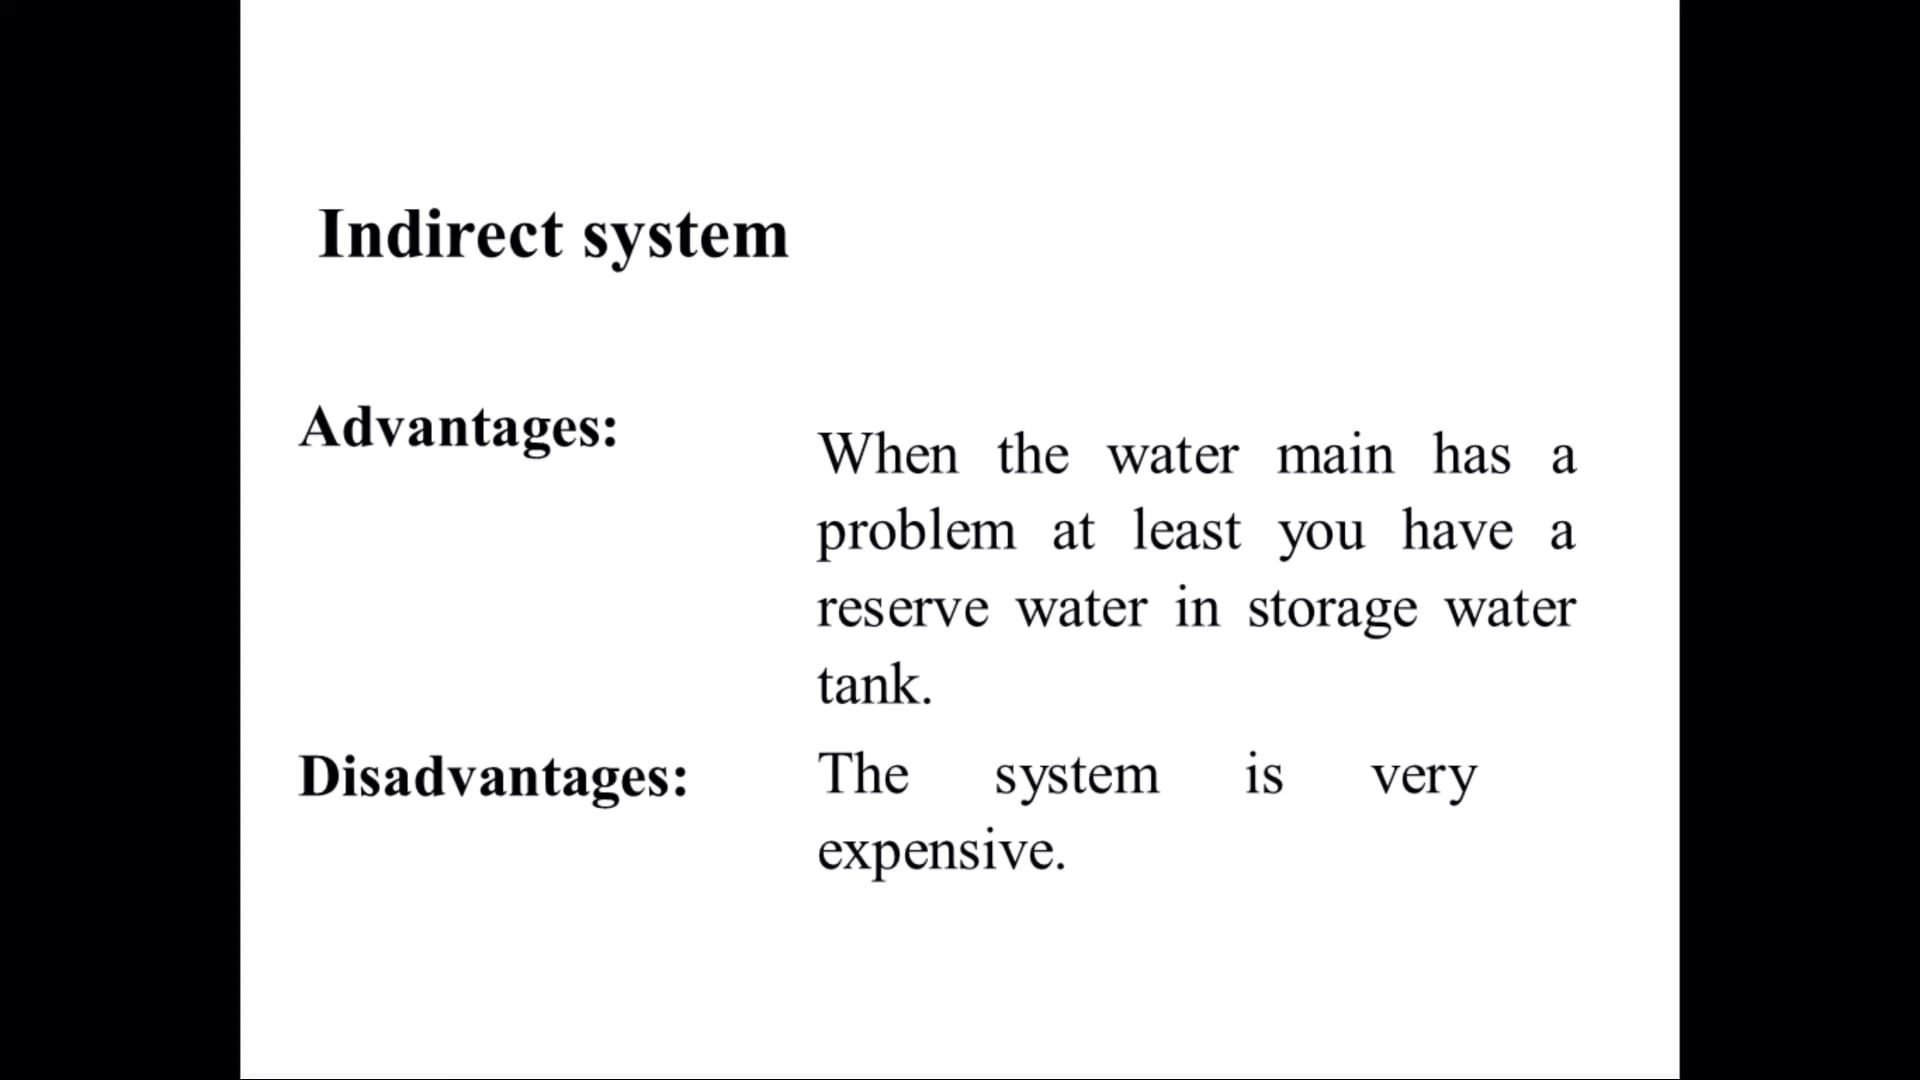 Indirect system
Advantages:
When the water main has a
problem at least you have a
reserve water in storage water
tank.
Disadvantages:
The system is very
expensive.